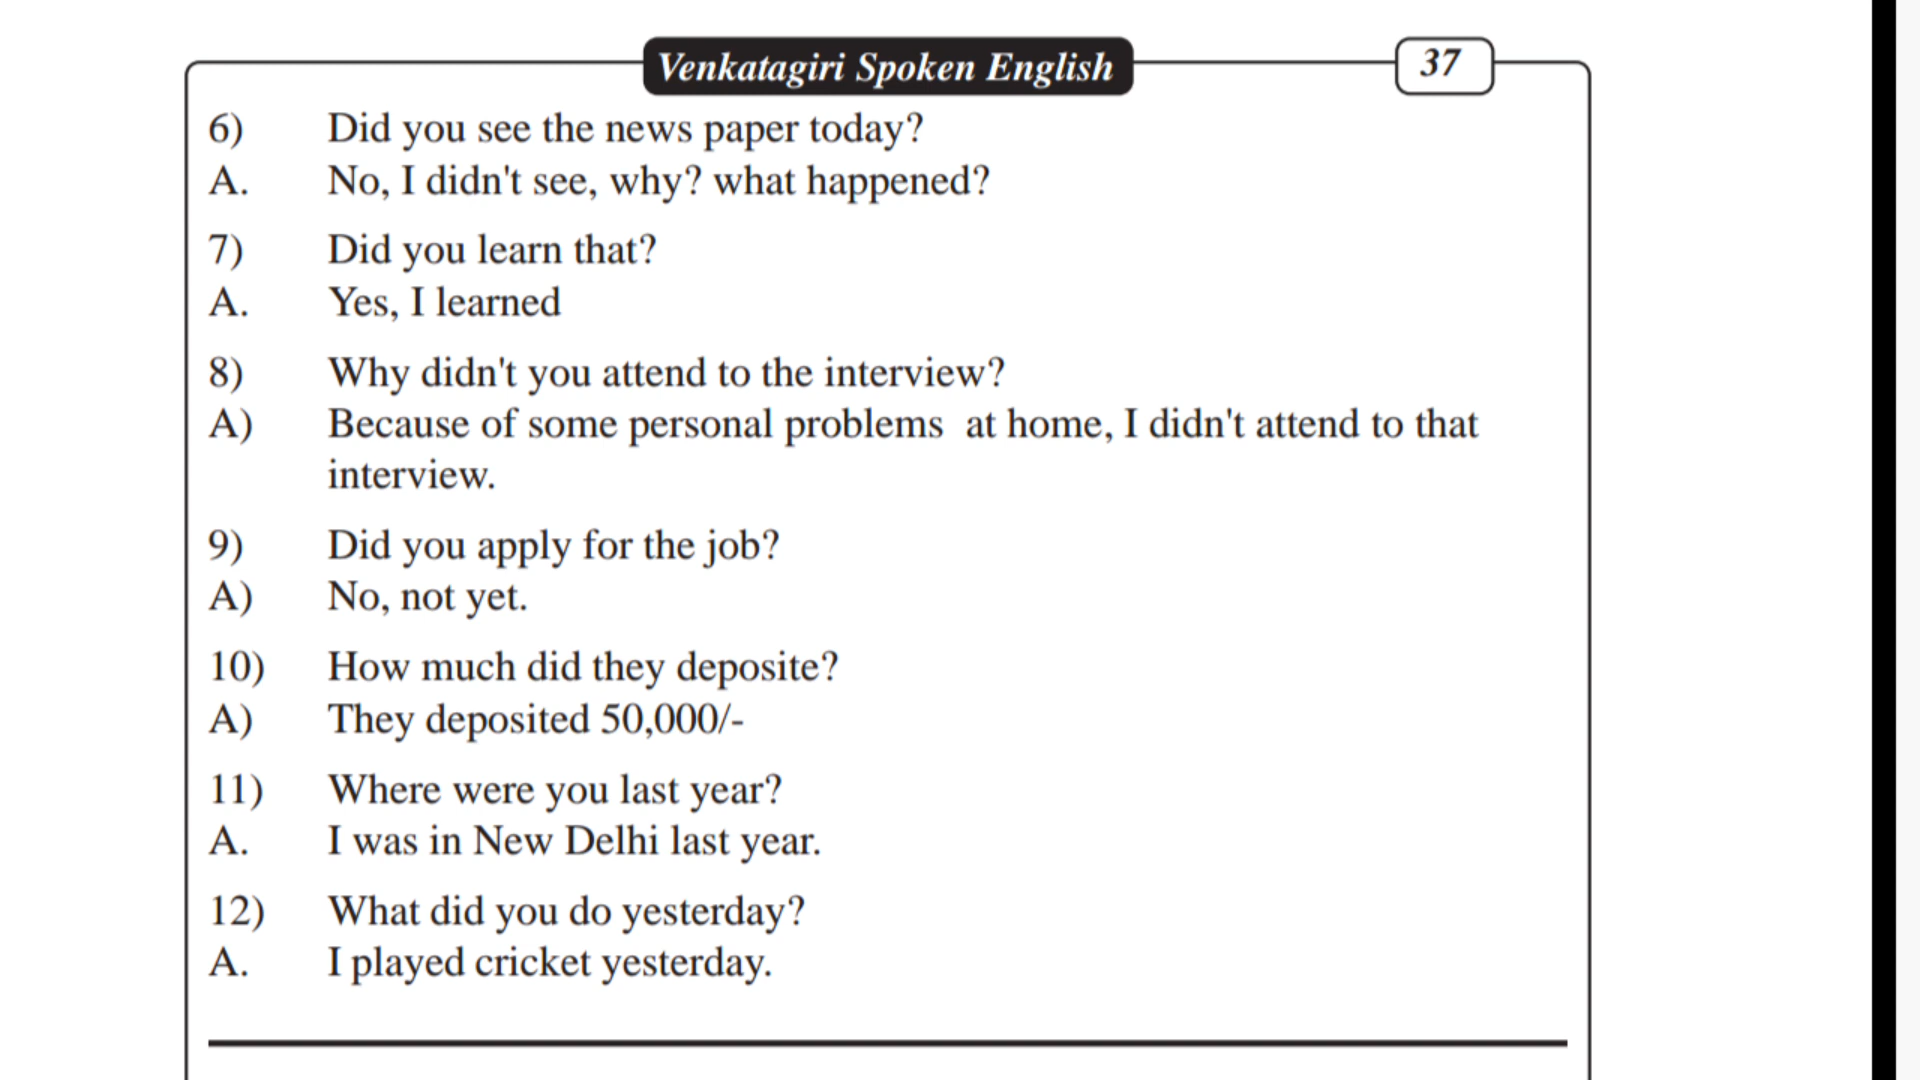 Venkatagiri Spoken English 37
6) Did you see the news paper today?
A. No, I didn't see, why? what happened?
7) Did you learn that?
A. Yes, I learned
8) Why didn't you attend to the interview?
A) Because of some personal problems at home, I didn't attend to that
interview.
9) Did you apply for the job?
A) No, not yet.
10) How much did they deposite?
A) They deposited 50,000/-
11) Where were you last year?
A. I was in New Delhi last year.
12) What did you do yesterday?
A. I played cricket yesterday.